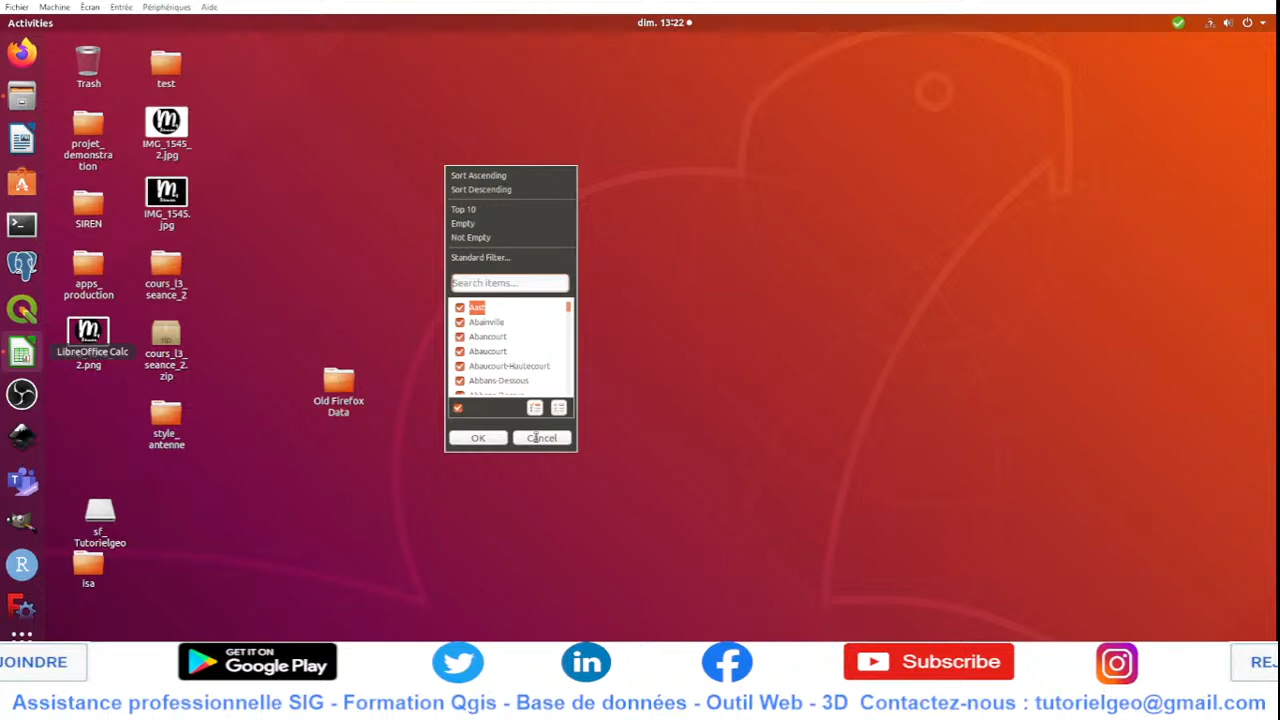 Fichier Machine Écran Entrée Périphériques Aide
Activities
dim. 13:22
Trash
test
projet_
demonstra
tion
IMG_1545_
2.jpg
SIREN
IMG_1545.
jpg
apps_
production
cours_l3_
seance_2
LibreOffice Calc
2.png
cours_l3_
seance_2.
zip
style_
antenne
Old Firefox
Data
sf_
Tutorielgeo
isa
Sort Ascending
Sort Descending
Top 10
Empty
Not Empty
Standard Filter...
Search items...
Aast
Abainville
Abancourt
Abaucourt
Abaucourt-Hautecourt
Abbans-Dessous
OK
Cancel
JOINDRE
GET IT ON
Google Play
Subscribe
REJ
Assistance professionnelle SIG - Formation Qgis - Base de données - Outil Web - 3D Contactez-nous : tutorielgeo@gmail.com